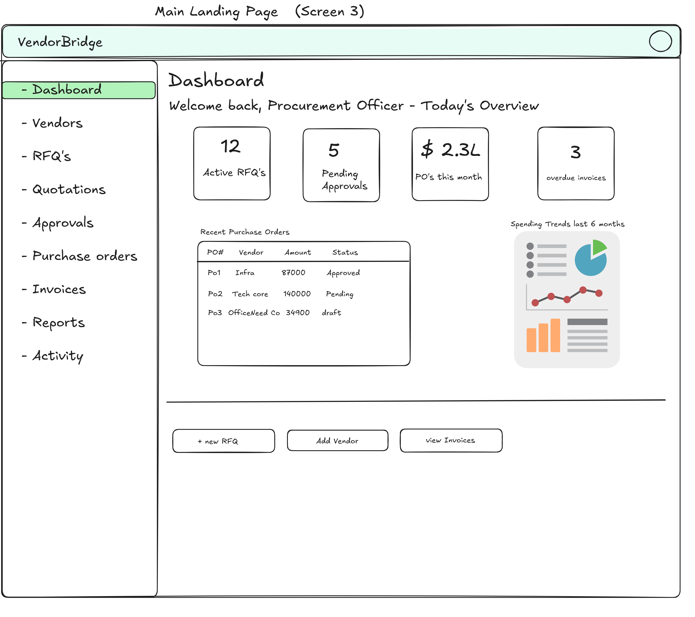 Main Landing Page (Screen 3)
VendorBridge
- Dashboard
- Vendors
- RFQ's
- Quotations
- Approvals
- Purchase orders
- Invoices
- Reports
- Activity
Dashboard
Welcome back, Procurement Officer - Today's Overview
12
Active RFQ's
5
Pending
Approvals
$ 2.3L
PO's this month
3
overdue invoices
Recent Purchase Orders
PO# Vendor Amount Status
Po1 Infra 87000 Approved
Po2 Tech core 140000 Pending
Po3 OfficeNeed Co 34900 draft
Spending Trends last 6 months
+ new RFQ
Add Vendor
view Invoices